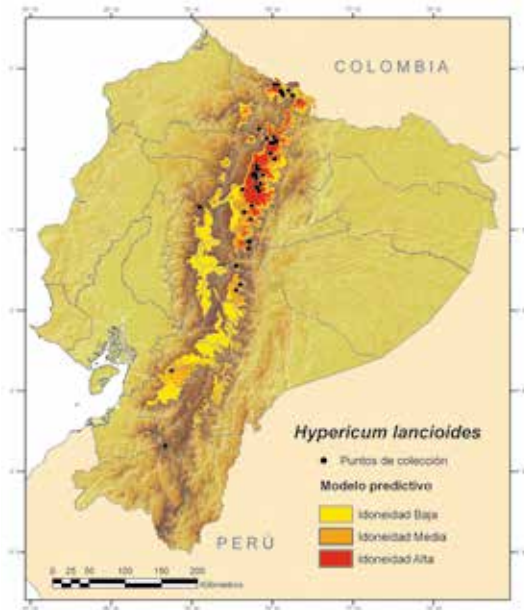 COLOMBIA
Hypericum lancioides
Puntos de colección
Modelo predictivo
Idoneidad Baja
Idoneidad Media
Idoneidad Alta
PERÚ
0 25 50 100 150 200
Kilómetros